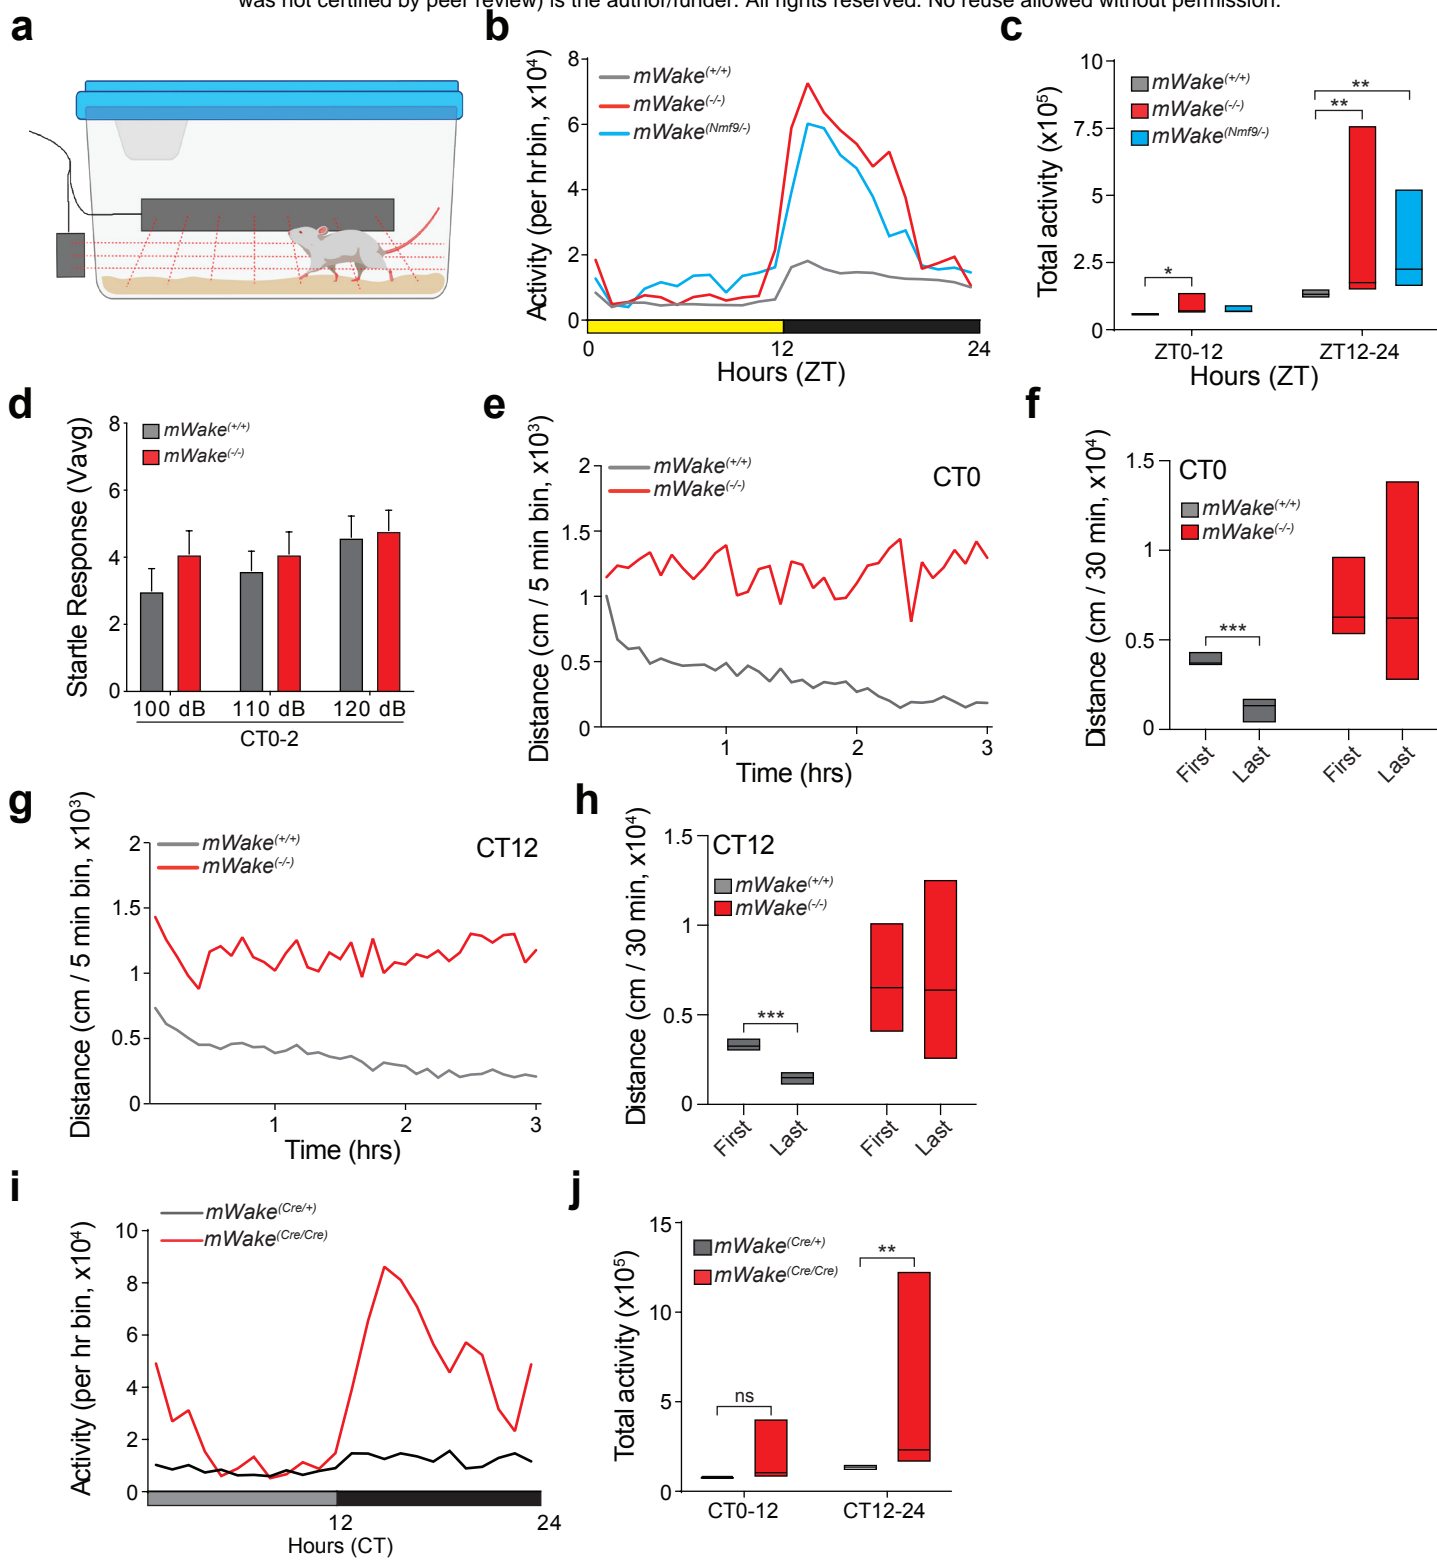 was not certified by peer review) is the author/funder. All rights reserved. No reuse allowed without permission.
a
b
Activity (per hr bin, x10⁴)
8
6
4
2
0
mWake(+/+)
mWake(-/-)
mWake(Nmf9/-)
0
12
24
Hours (ZT)
c
Total activity (x10⁵)
10
7.5
5
2.5
0
mWake(+/+)
mWake(-/-)
mWake(Nmf9/-)
*
**
**
ZT0-12
ZT12-24
Hours (ZT)
d
Startle Response (Vavg)
8
6
4
2
0
mWake(+/+)
mWake(-/-)
100 dB
110 dB
120 dB
CT0-2
e
Distance (cm / 5 min bin, x10³)
2
1.5
1
0.5
0
mWake(+/+)
mWake(-/-)
CT0
1
2
3
Time (hrs)
f
Distance (cm / 30 min, x10⁴)
1.5
1
0.5
0
CT0
mWake(+/+)
mWake(-/-)
***
First
Last
First
Last
g
Distance (cm / 5 min bin, x10³)
2
1.5
1
0.5
0
mWake(+/+)
mWake(-/-)
CT12
1
2
3
Time (hrs)
h
Distance (cm / 30 min, x10⁴)
1.5
1
0.5
0
CT12
mWake(+/+)
mWake(-/-)
***
First
Last
First
Last
i
Activity (per hr bin, x10⁴)
10
8
6
4
2
0
mWake(Cre/+)
mWake(Cre/Cre)
12
24
Hours (CT)
j
Total activity (x10⁵)
15
10
5
0
mWake(Cre/+)
mWake(Cre/Cre)
ns
**
CT0-12
CT12-24